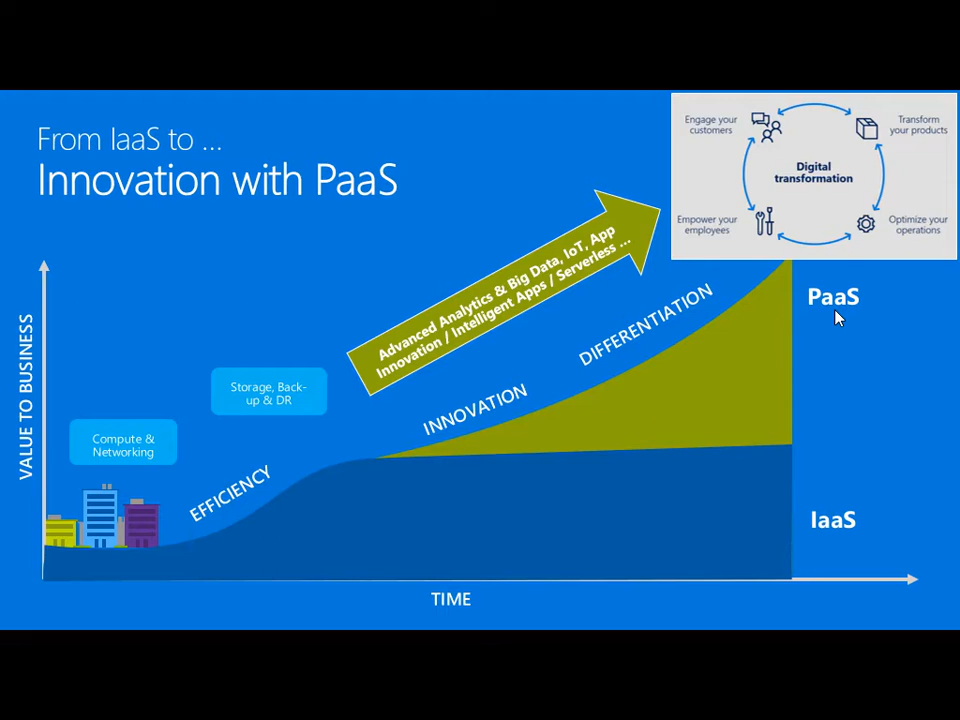 From IaaS to ...
Innovation with PaaS
Engage your
customers
Transform
your products
Digital
transformation
Empower your
employees
Optimize your
operations
Advanced Analytics & Big Data, IoT, App
Innovation / Intelligent Apps / Serverless ...
PaaS
DIFFERENTIATION
VALUE TO BUSINESS
Storage, Back-
up & DR
INNOVATION
Compute &
Networking
EFFICIENCY
IaaS
TIME